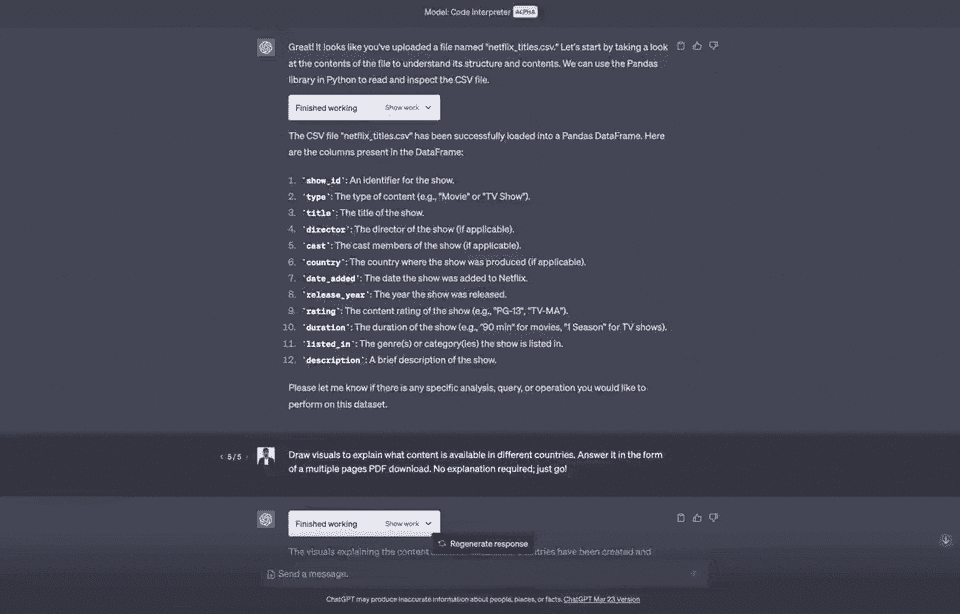 Model: Code Interpreter ALPHA
Great! It looks like you've uploaded a file named "netflix_titles.csv." Let's start by taking a look
at the contents of the file to understand its structure and contents. We can use the Pandas
library in Python to read and inspect the CSV file.
Finished working Show work
The CSV file "netflix_titles.csv" has been successfully loaded into a Pandas DataFrame. Here
are the columns present in the DataFrame:
1. `show_id`: An identifier for the show.
2. `type`: The type of content (e.g., "Movie" or "TV Show").
3. `title`: The title of the show.
4. `director`: The director of the show (if applicable).
5. `cast`: The cast members of the show (if applicable).
6. `country`: The country where the show was produced (if applicable).
7. `date_added`: The date the show was added to Netflix.
8. `release_year`: The year the show was released.
9. `rating`: The content rating of the show (e.g., "PG-13", "TV-MA").
10. `duration`: The duration of the show (e.g., "90 min" for movies, "1 Season" for TV shows).
11. `listed_in`: The genre(s) or category(ies) the show is listed in.
12. `description`: A brief description of the show.
Please let me know if there is any specific analysis, query, or operation you would like to
perform on this dataset.
< 5/5 >
Draw visuals to explain what content is available in different countries. Answer it in the form
of a multiple pages PDF download. No explanation required; just go!
Finished working Show work
Regenerate response
The visuals explaining the content have been created and
Send a message.
ChatGPT may produce inaccurate information about people, places, or facts. ChatGPT Mar 23 Version